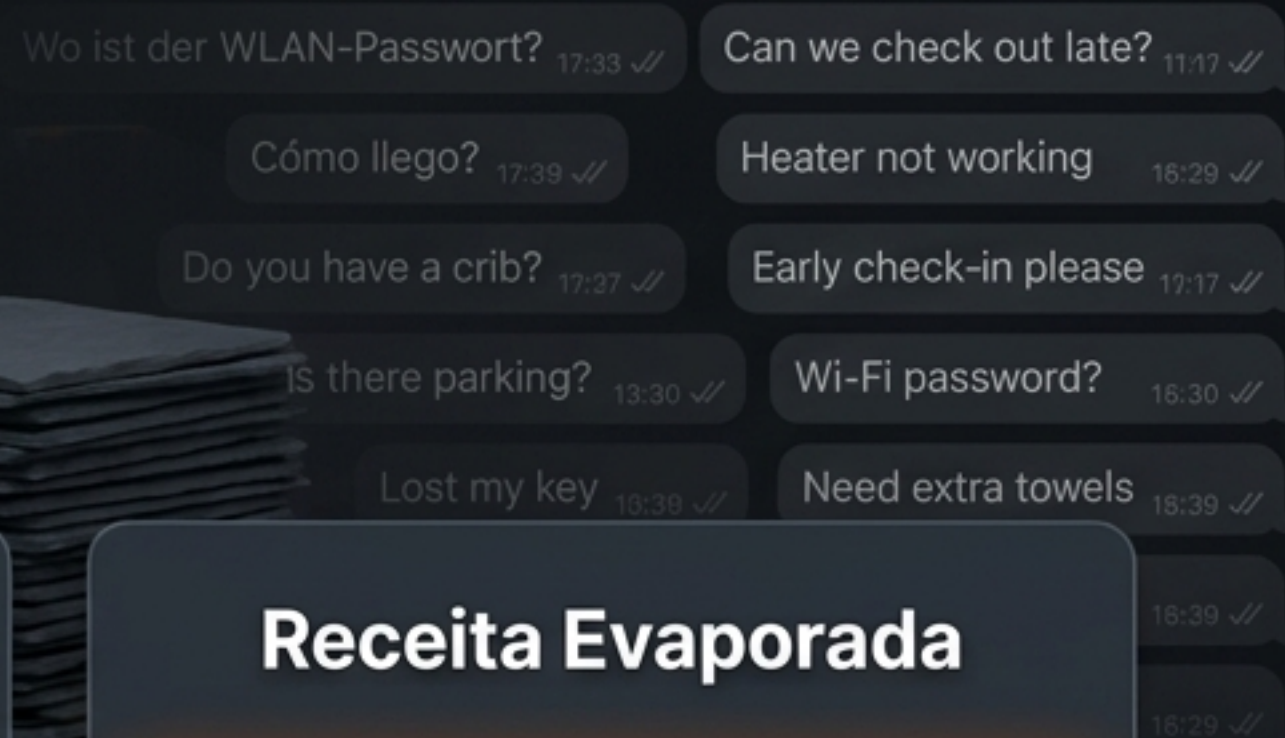 Wo ist der WLAN-Passwort? 17:33
Can we check out late? 11:17
Cómo llego? 17:39
Heater not working 16:29
Do you have a crib? 17:27
Early check-in please 19:17
is there parking? 13:30
Wi-Fi password? 16:30
Lost my key 18:38
Need extra towels 18:39
Receita Evaporada
16:39
16:29